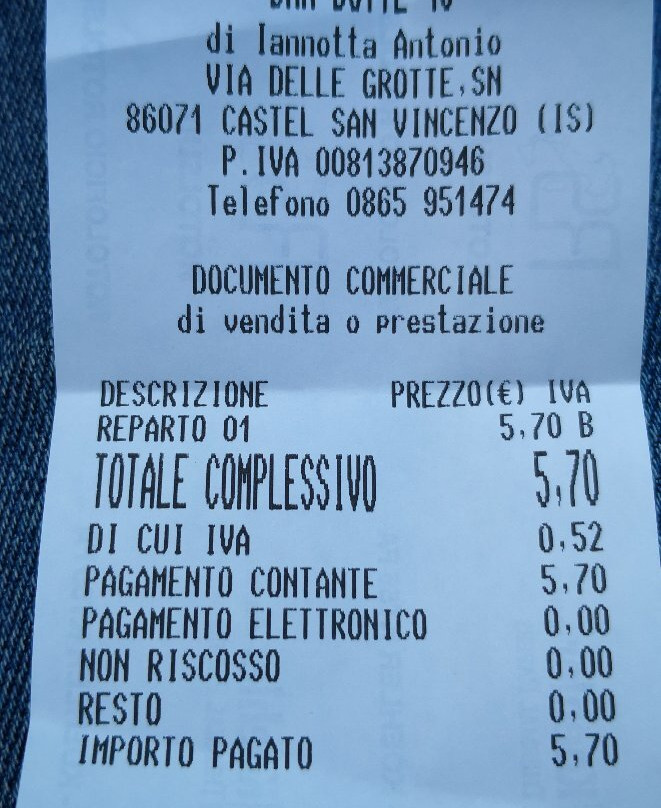 di Iannotta Antonio
VIA DELLE GROTTE,SN
86071 CASTEL SAN VINCENZO (IS)
P.IVA 00813870946
Telefono 0865 951474
DOCUMENTO COMMERCIALE
di vendita o prestazione
DESCRIZIONE PREZZO(€) IVA
REPARTO 01 5,70 B
TOTALE COMPLESSIVO 5,70
DI CUI IVA 0,52
PAGAMENTO CONTANTE 5,70
PAGAMENTO ELETTRONICO 0,00
NON RISCOSSO 0,00
RESTO 0,00
IMPORTO PAGATO 5,70